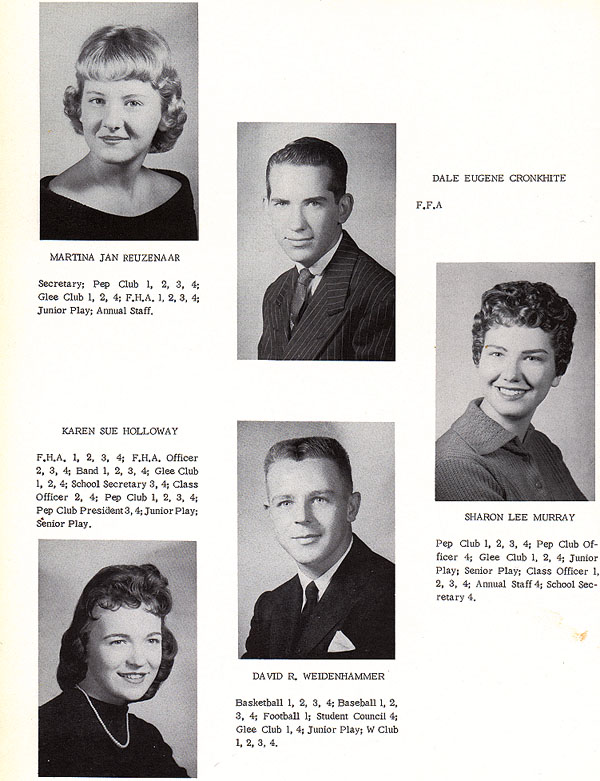 MARTINA JAN REUZENAAR
Secretary; Pep Club 1, 2, 3, 4;
Glee Club 1, 2, 4; F.H.A. 1, 2, 3, 4;
Junior Play; Annual Staff.
KAREN SUE HOLLOWAY
F.H.A. 1, 2, 3, 4; F.H.A. Officer
2, 3, 4; Band 1, 2, 3, 4; Glee Club
1, 2, 4; School Secretary 3, 4; Class
Officer 2, 4; Pep Club 1, 2, 3, 4;
Pep Club President 3, 4; Junior Play;
Senior Play.
DAVID R. WEIDENHAMMER
Basketball 1, 2, 3, 4; Baseball 1, 2,
3, 4; Football 1; Student Council 4;
Glee Club 1, 4; Junior Play; W Club
1, 2, 3, 4.
DALE EUGENE CRONKHITE
F.F.A
SHARON LEE MURRAY
Pep Club 1, 2, 3, 4; Pep Club Of-
ficer 4; Glee Club 1, 2, 4; Junior
Play; Senior Play; Class Officer 1,
2, 3, 4; Annual Staff 4; School Sec-
retary 4.